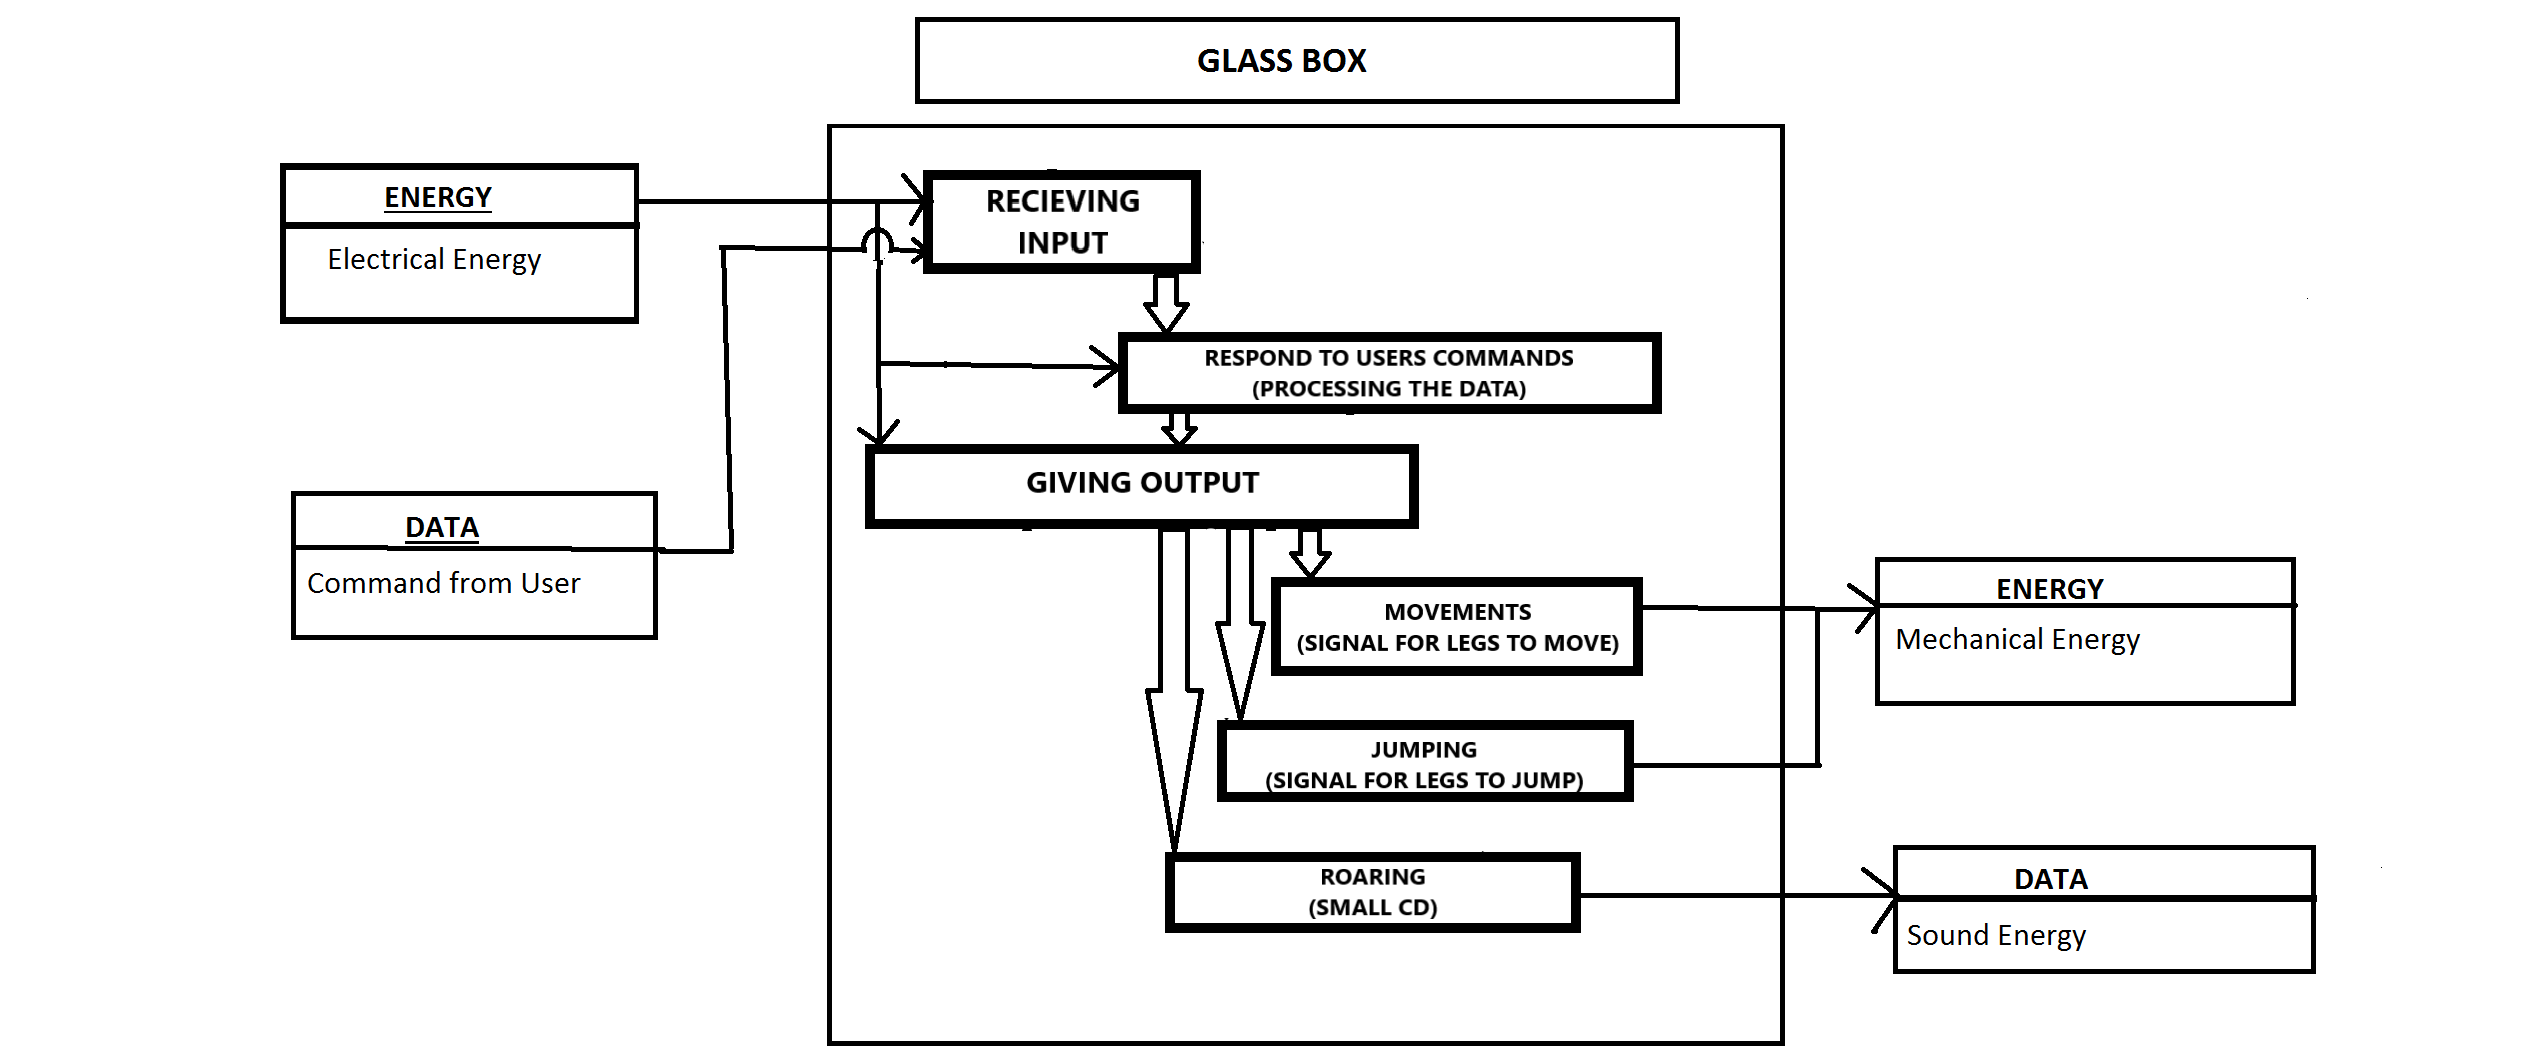 GLASS BOX
ENERGY
Electrical Energy
RECIEVING
INPUT
RESPOND TO USERS COMMANDS
(PROCESSING THE DATA)
GIVING OUTPUT
DATA
Command from User
MOVEMENTS
(SIGNAL FOR LEGS TO MOVE)
ENERGY
Mechanical Energy
JUMPING
(SIGNAL FOR LEGS TO JUMP)
ROARING
(SMALL CD)
DATA
Sound Energy